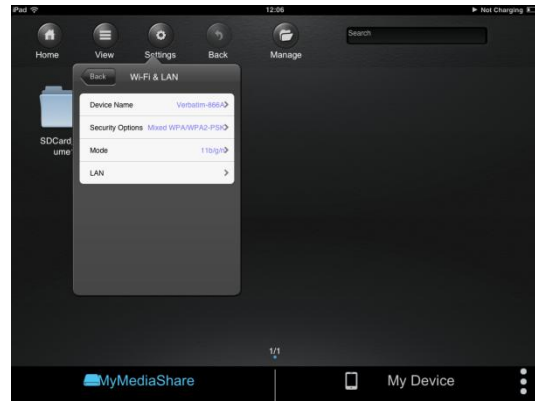 iPad 12:06 Not Charging
Home View Settings Back Manage Search
Back Wi-Fi & LAN
Device Name Verbatim-866A
Security Options Mixed WPA/WPA2-PSK
Mode 11b/g/n
LAN
SDCard
ume
1/1
MyMediaShare My Device